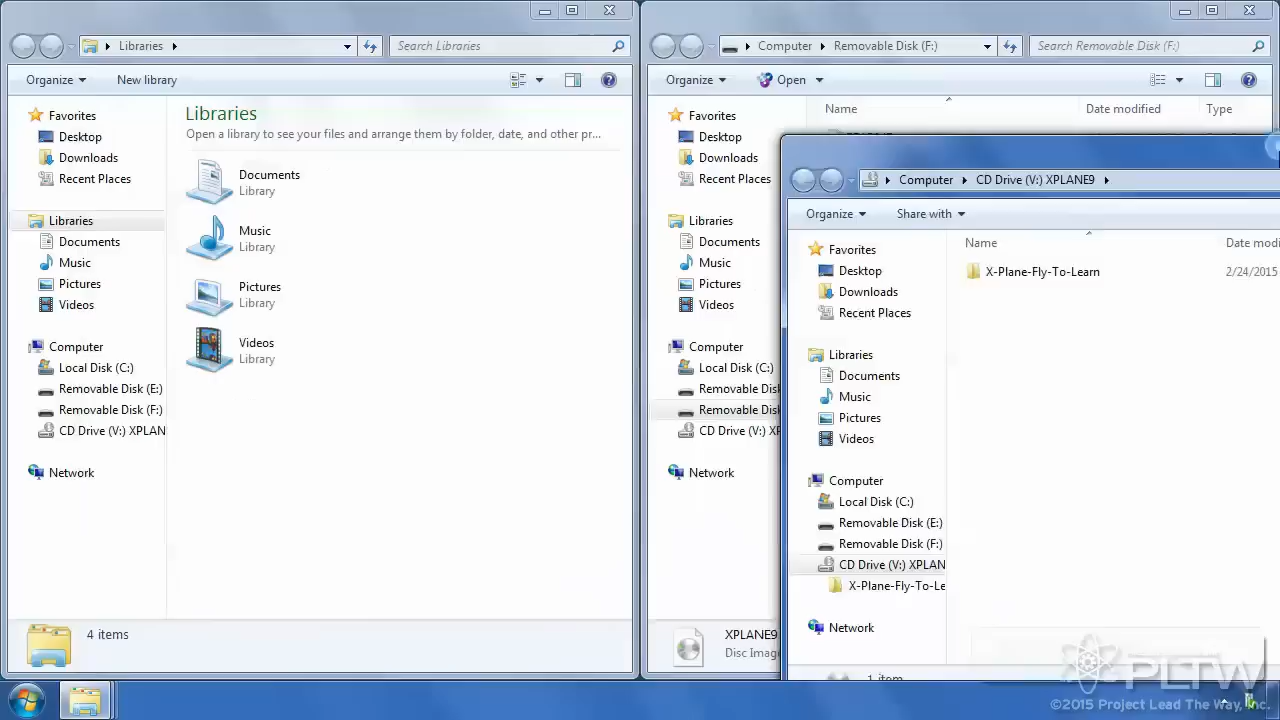 Libraries
Search Libraries
Organize
New library
Favorites
Desktop
Downloads
Recent Places
Libraries
Documents
Music
Pictures
Videos
Computer
Local Disk (C:)
Removable Disk (E:)
Removable Disk (F:)
CD Drive (V:) XPLAN
Network
Libraries
Open a library to see your files and arrange them by folder, date, and other pr...
Documents
Library
Music
Library
Pictures
Library
Videos
Library
4 items
Computer
Removable Disk (F:)
Search Removable Disk (F:)
Organize
Open
Favorites
Desktop
Downloads
Recent Places
Libraries
Documents
Music
Pictures
Videos
Computer
Local Disk (C:)
Removable Disk
Removable Disk
CD Drive (V:) XP
Network
Name
Date modified
Type
XPLANE9
Disc Image
Computer
CD Drive (V:) XPLANE9
Organize
Share with
Favorites
Desktop
Downloads
Recent Places
Libraries
Documents
Music
Pictures
Videos
Computer
Local Disk (C:)
Removable Disk (E:)
Removable Disk (F:)
CD Drive (V:) XPLAN
X-Plane-Fly-To-Le
Network
Name
Date modi
X-Plane-Fly-To-Learn
2/24/2015
1 item
PLTW
©2015 Project Lead The Way, Inc.